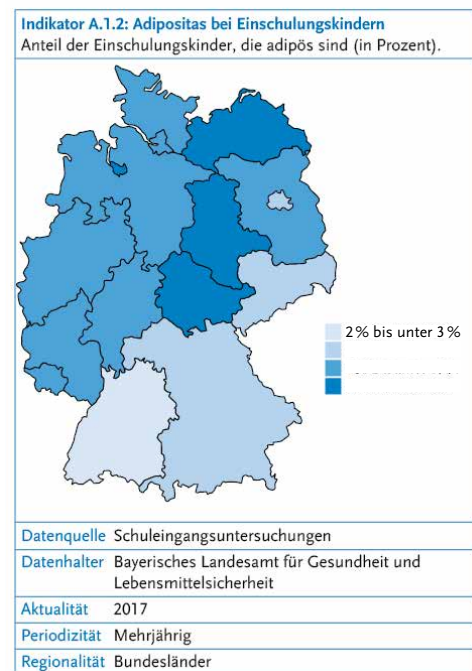 Indikator A.1.2: Adipositas bei Einschulungskindern
Anteil der Einschulungskinder, die adipös sind (in Prozent).
2 % bis unter 3 %
Datenquelle Schuleingangsuntersuchungen
Datenhalter Bayerisches Landesamt für Gesundheit und
Lebensmittelsicherheit
Aktualität 2017
Periodizität Mehrjährig
Regionalität Bundesländer